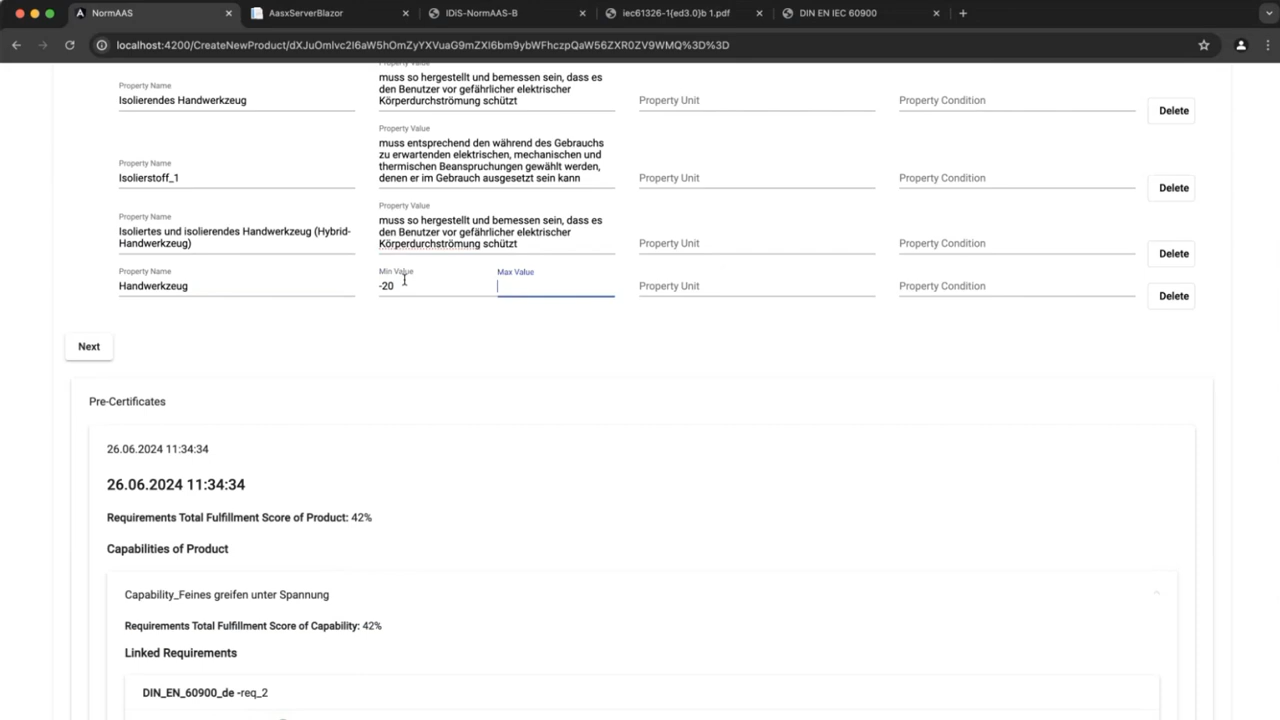 NormAAS
AasxServerBlazor
IDiS-NormAAS-B
iec61326-1{ed3.0}b 1.pdf
DIN EN IEC 60900
localhost:4200/CreateNewProduct/dXJuOmlvc2I6aW5hOmZyYXVuaG9mZXI6bm9ybWFhczpQaW56ZXR0ZV9WMQ%3D%3D
Property Value
Property Name
Isolierendes Handwerkzeug
muss so hergestellt und bemessen sein, dass es
den Benutzer vor gefährlicher elektrischer
Körperdurchströmung schützt
Property Unit
Property Condition
Delete
Property Name
Isolierstoff_1
Property Value
muss entsprechend den während des Gebrauchs
zu erwartenden elektrischen, mechanischen und
thermischen Beanspruchungen gewählt werden,
denen er im Gebrauch ausgesetzt sein kann
Property Unit
Property Condition
Delete
Property Name
Isoliertes und isolierendes Handwerkzeug (Hybrid-
Handwerkzeug)
Property Value
muss so hergestellt und bemessen sein, dass es
den Benutzer vor gefährlicher elektrischer
Körperdurchströmung schützt
Property Unit
Property Condition
Delete
Property Name
Handwerkzeug
Min Value
-20
Max Value
Property Unit
Property Condition
Delete
Next
Pre-Certificates
26.06.2024 11:34:34
26.06.2024 11:34:34
Requirements Total Fulfillment Score of Product: 42%
Capabilities of Product
Capability_Feines greifen unter Spannung
Requirements Total Fulfillment Score of Capability: 42%
Linked Requirements
DIN_EN_60900_de -req_2